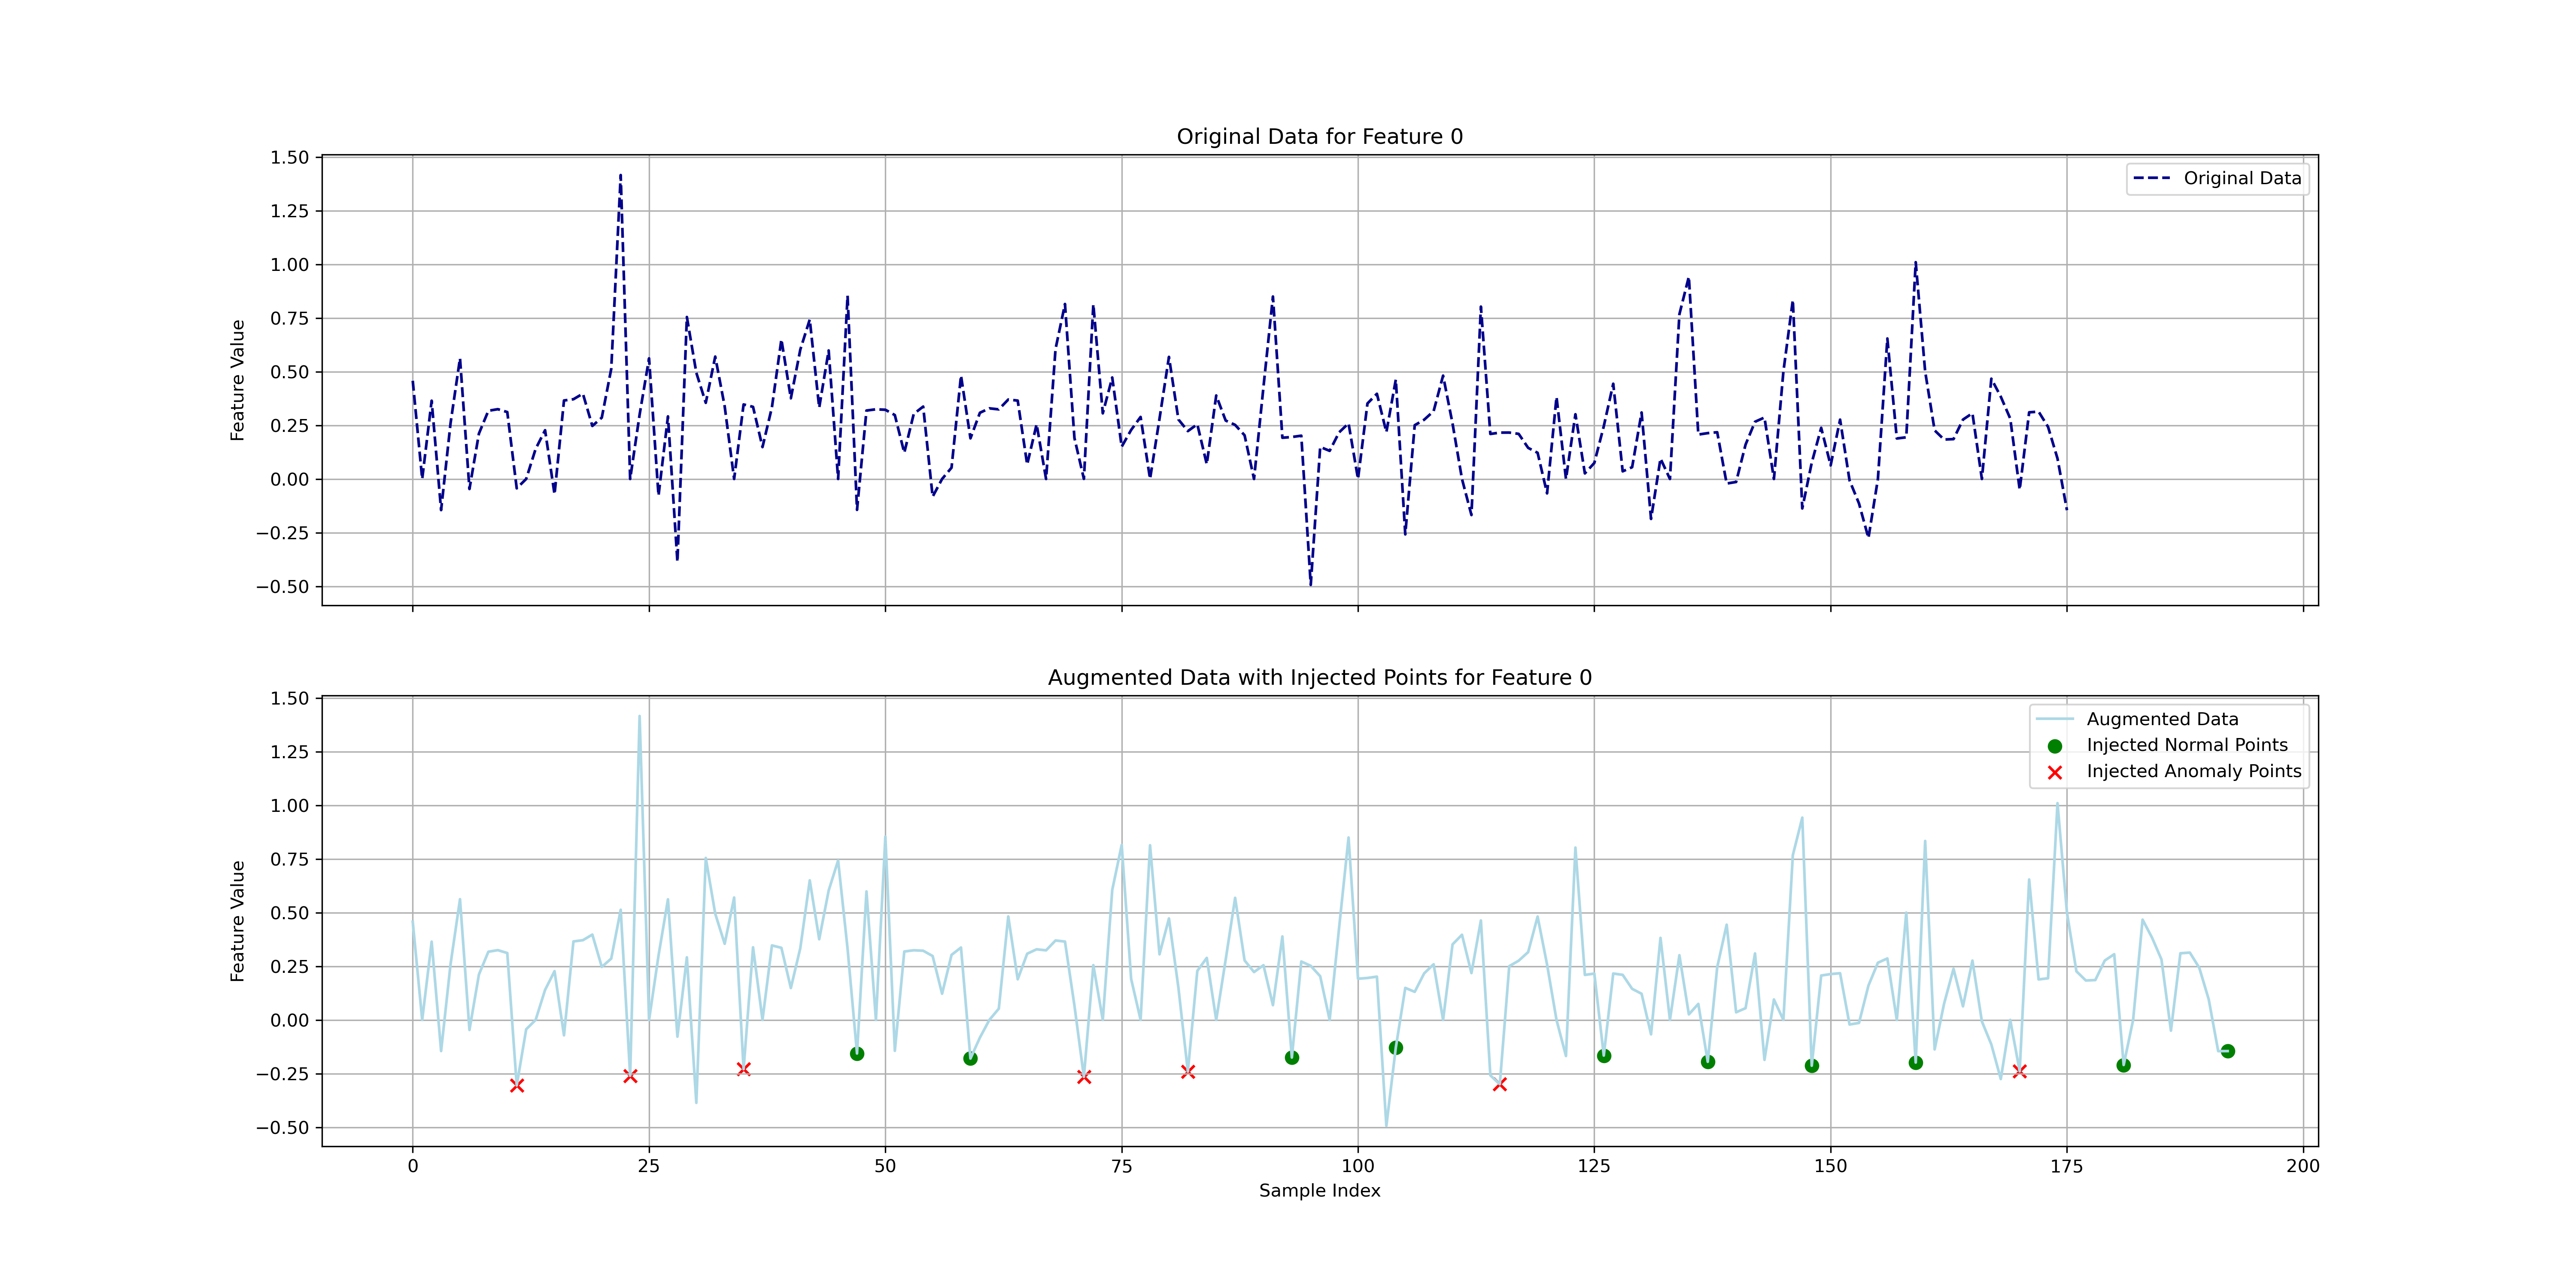 Original Data for Feature 0
1.50
1.25
1.00
0.75
0.50
0.25
0.00
−0.25
−0.50
Feature Value
Original Data
Augmented Data with Injected Points for Feature 0
1.50
1.25
1.00
0.75
0.50
0.25
0.00
−0.25
−0.50
Feature Value
Augmented Data
Injected Normal Points
Injected Anomaly Points
0 25 50 75 100 125 150 175 200
Sample Index